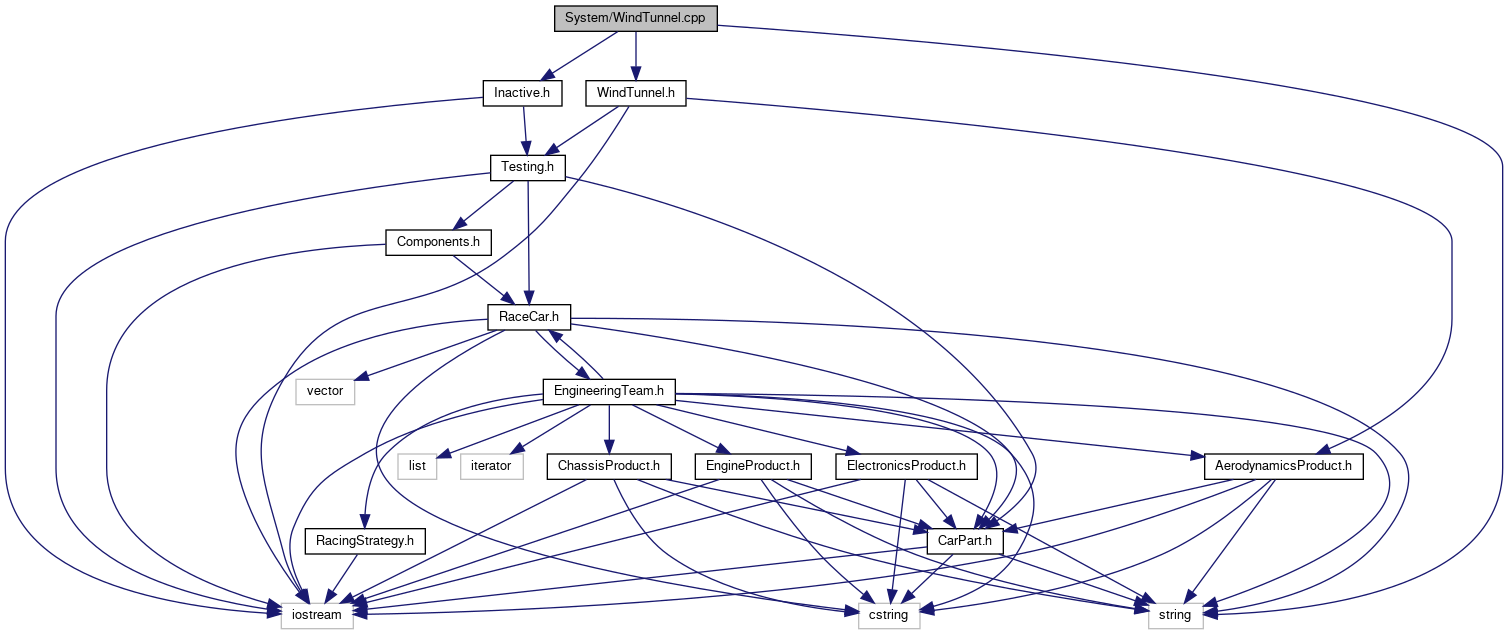 System/WindTunnel.cpp
Inactive.h
WindTunnel.h
Testing.h
Components.h
RaceCar.h
vector
EngineeringTeam.h
list
iterator
ChassisProduct.h
EngineProduct.h
ElectronicsProduct.h
AerodynamicsProduct.h
RacingStrategy.h
CarPart.h
iostream
cstring
string